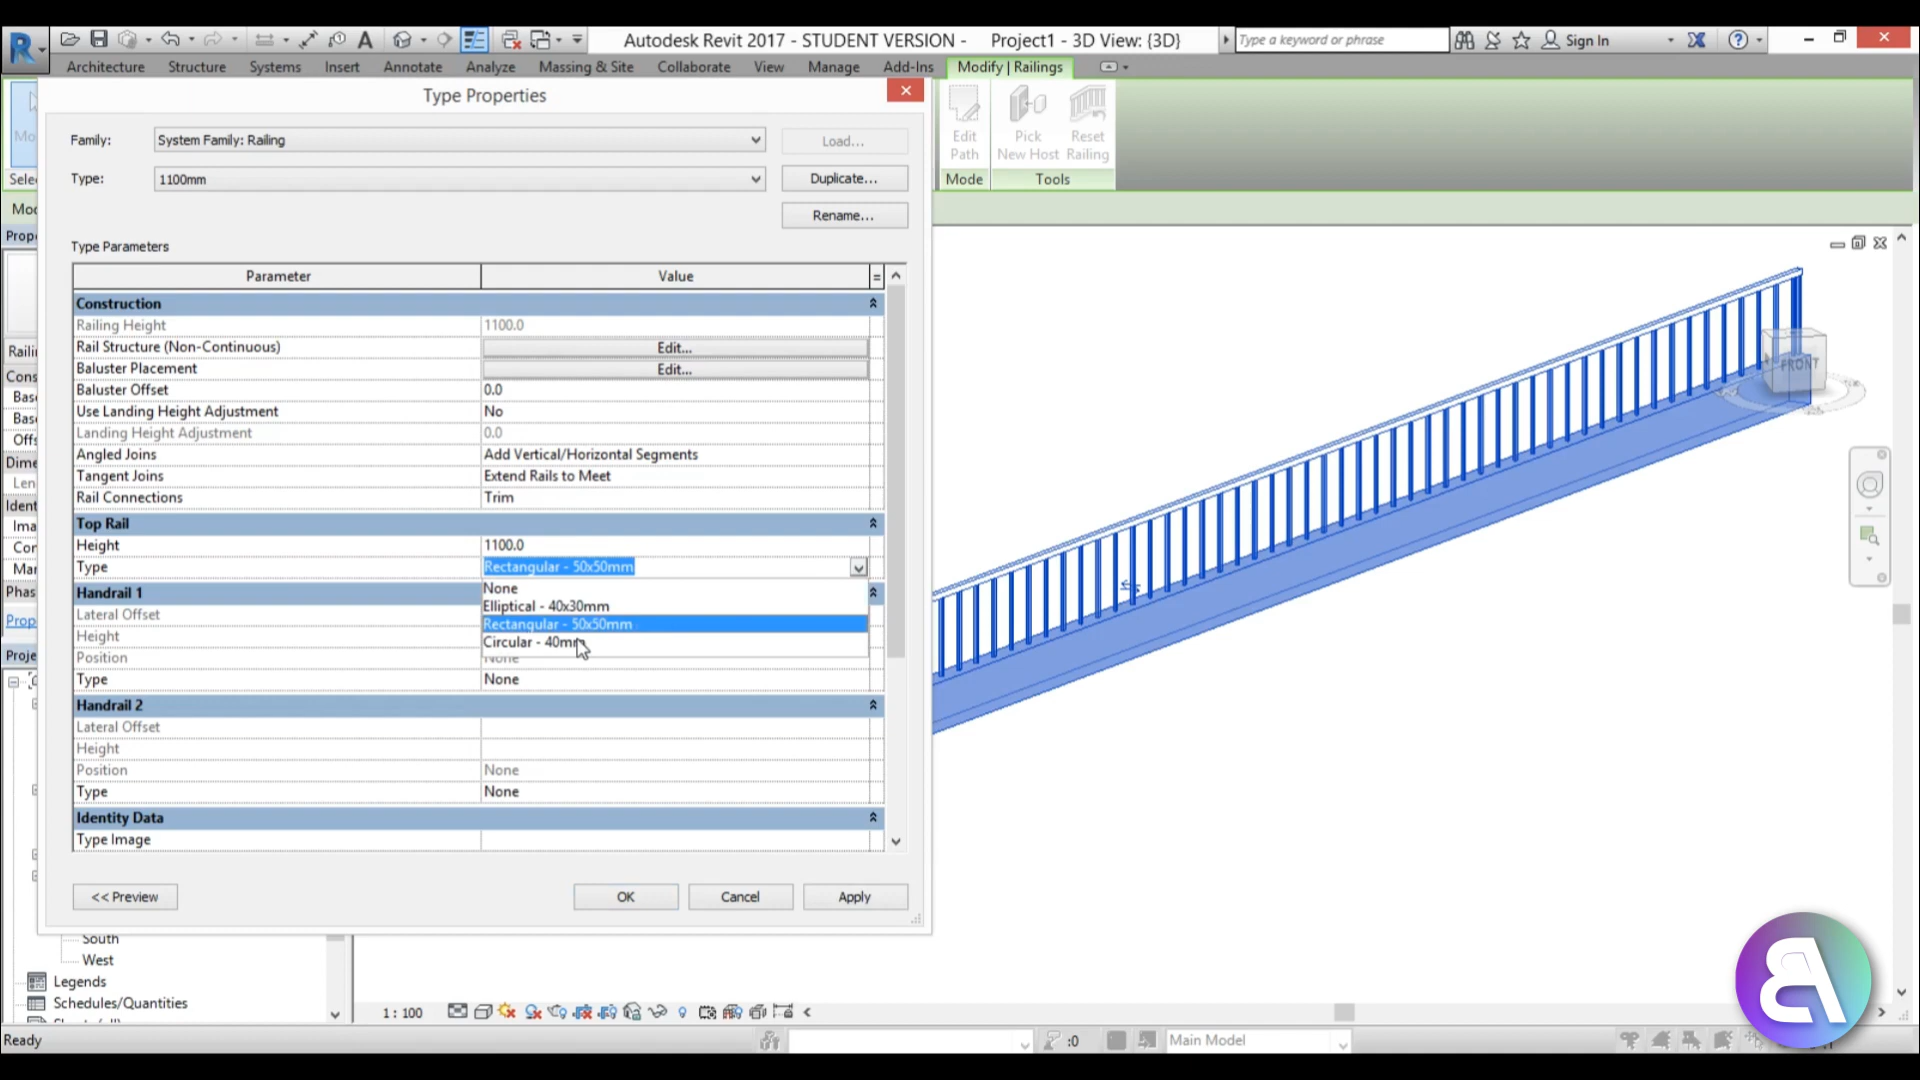 Autodesk Revit 2017 - STUDENT VERSION - Project1 - 3D View: {3D}
Type a keyword or phrase
Sign In
Architecture Structure Systems Insert Annotate Analyze Massing & Site Collaborate View Manage Add-Ins Modify | Railings
Type Properties
Family: System Family: Railing Load...
Type: 1100mm Duplicate...
Rename...
Edit Path
Pick New Host
Reset Railing
Mode Tools
Type Parameters
Parameter Value =
Construction
Railing Height 1100.0
Rail Structure (Non-Continuous) Edit...
Baluster Placement Edit...
Baluster Offset 0.0
Use Landing Height Adjustment No
Landing Height Adjustment 0.0
Angled Joins Add Vertical/Horizontal Segments
Tangent Joins Extend Rails to Meet
Rail Connections Trim
Top Rail
Height 1100.0
Type Rectangular - 50x50mm
None
Elliptical - 40x30mm
Rectangular - 50x50mm
Circular - 40mm
Handrail 1
Lateral Offset
Height
Position None
Type None
Handrail 2
Lateral Offset
Height
Position None
Type None
Identity Data
Type Image
<< Preview OK Cancel Apply
FRONT
South
West
Legends
Schedules/Quantities
1 : 100
Ready
:0
Main Model